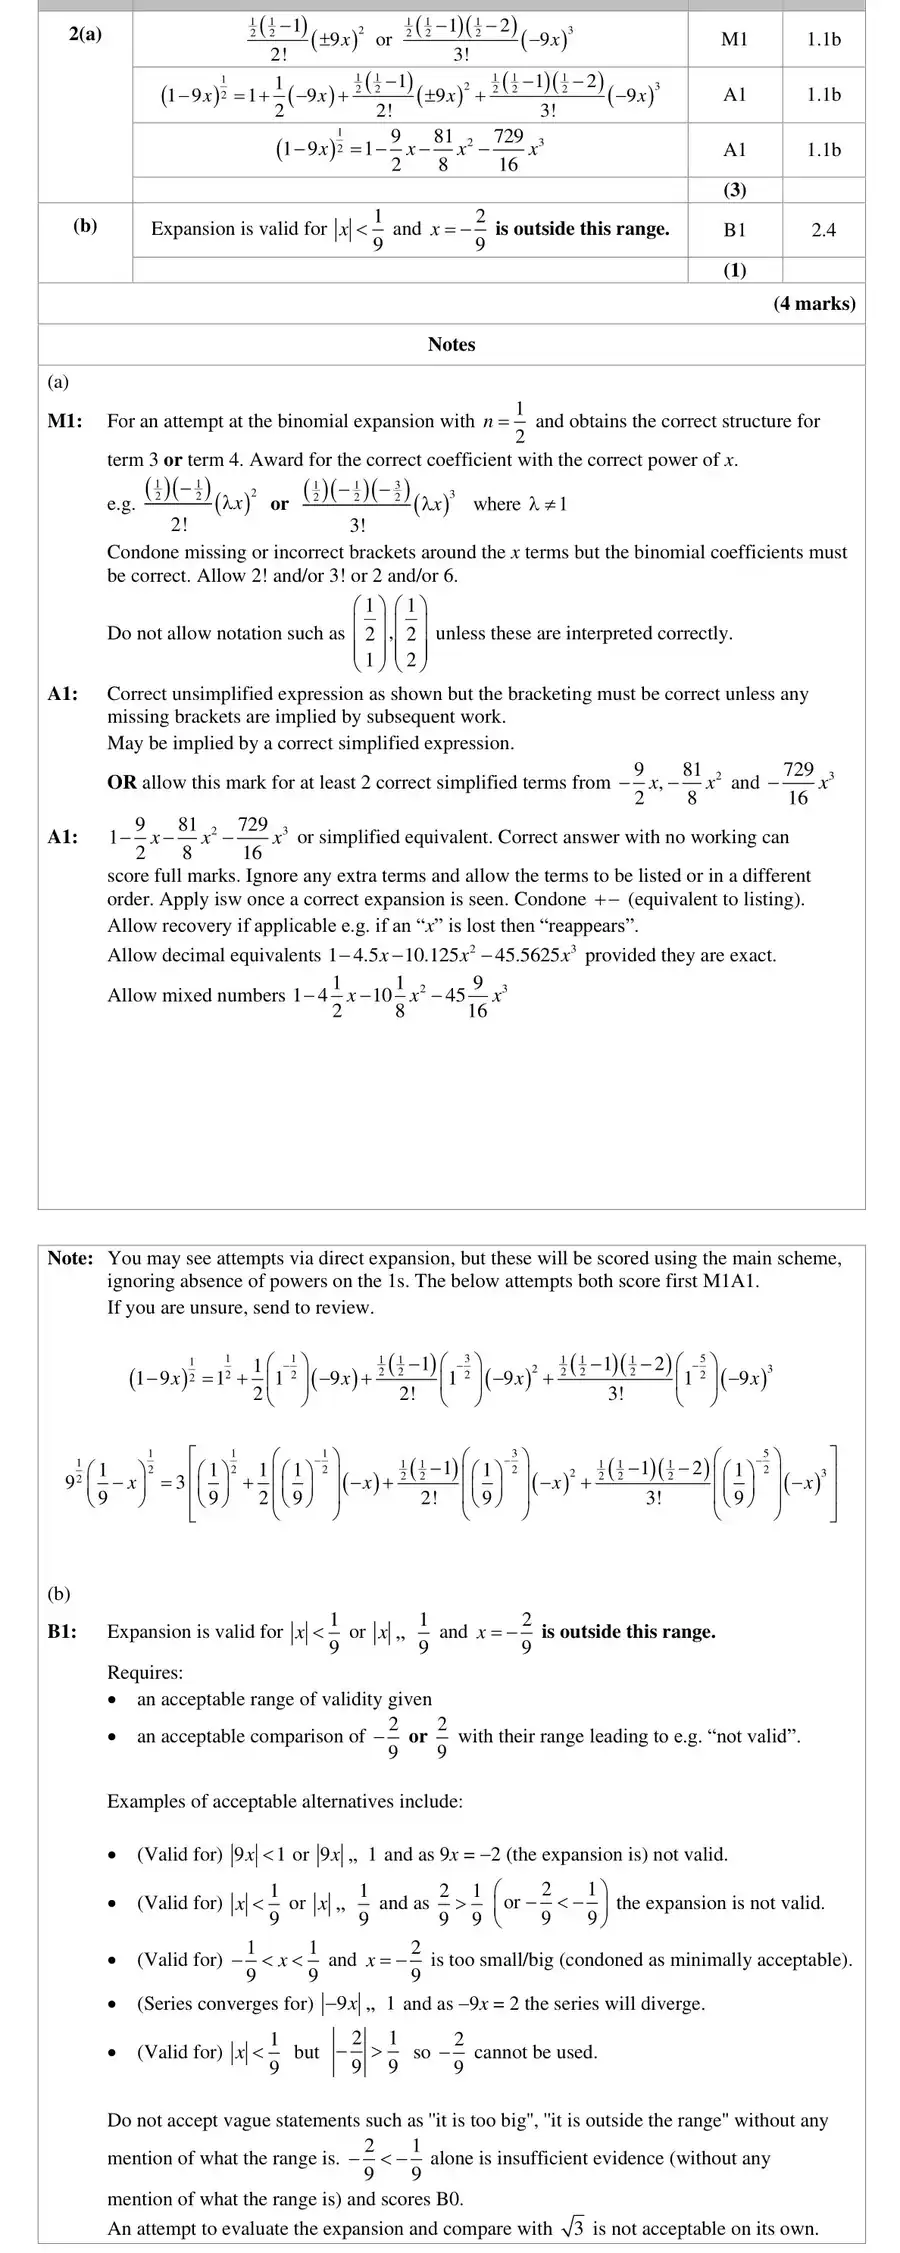 2(a) ½(½−1)/2! (±9x)² or ½(½−1)(½−2)/3! (−9x)³ M1 1.1b
(1−9x)^½ = 1 + ½(−9x) + ½(½−1)/2! (±9x)² + ½(½−1)(½−2)/3! (−9x)³ A1 1.1b
(1−9x)^½ = 1 − 9/2 x − 81/8 x² − 729/16 x³ A1 1.1b
(3)
(b) Expansion is valid for |x| < 1/9 and x = −2/9 is outside this range. B1 2.4
(1)
(4 marks)
Notes
(a)
M1: For an attempt at the binomial expansion with n = 1/2 and obtains the correct structure for
term 3 or term 4. Award for the correct coefficient with the correct power of x.
e.g. (½)(−½)/2! (λx)² or (½)(−½)(−3/2)/3! (λx)³ where λ ≠ 1
Condone missing or incorrect brackets around the x terms but the binomial coefficients must
be correct. Allow 2! and/or 3! or 2 and/or 6.
Do not allow notation such as (1/2 1), (1/2 2) unless these are interpreted correctly.
A1: Correct unsimplified expression as shown but the bracketing must be correct unless any
missing brackets are implied by subsequent work.
May be implied by a correct simplified expression.
OR allow this mark for at least 2 correct simplified terms from −9/2 x, −81/8 x² and −729/16 x³
A1: 1 − 9/2 x − 81/8 x² − 729/16 x³ or simplified equivalent. Correct answer with no working can
score full marks. Ignore any extra terms and allow the terms to be listed or in a different
order. Apply isw once a correct expansion is seen. Condone +− (equivalent to listing).
Allow recovery if applicable e.g. if an “x” is lost then “reappears”.
Allow decimal equivalents 1−4.5x−10.125x²−45.5625x³ provided they are exact.
Allow mixed numbers 1 − 4 1/2 x − 10 1/8 x² − 45 9/16 x³
Note: You may see attempts via direct expansion, but these will be scored using the main scheme,
ignoring absence of powers on the 1s. The below attempts both score first M1A1.
If you are unsure, send to review.
(1−9x)^½ = 1^½ + ½(1^−½)(−9x) + ½(½−1)/2! (1^−3/2)(−9x)² + ½(½−1)(½−2)/3! (1^−5/2)(−9x)³
9^½(1/9 − x)^½ = 3[(1/9)^½ + ½((1/9)^−½)(−x) + ½(½−1)/2! ((1/9)^−3/2)(−x)² + ½(½−1)(½−2)/3! ((1/9)^−5/2)(−x)³]
(b)
B1: Expansion is valid for |x| < 1/9 or |x| ,, 1/9 and x = −2/9 is outside this range.
Requires:
• an acceptable range of validity given
• an acceptable comparison of −2/9 or 2/9 with their range leading to e.g. “not valid”.
Examples of acceptable alternatives include:
• (Valid for) |9x| < 1 or |9x| ,, 1 and as 9x = −2 (the expansion is) not valid.
• (Valid for) |x| < 1/9 or |x| ,, 1/9 and as 2/9 > 1/9 (or −2/9 < −1/9) the expansion is not valid.
• (Valid for) −1/9 < x < 1/9 and x = −2/9 is too small/big (condoned as minimally acceptable).
• (Series converges for) |−9x| ,, 1 and as −9x = 2 the series will diverge.
• (Valid for) |x| < 1/9 but |−2/9| > 1/9 so −2/9 cannot be used.
Do not accept vague statements such as "it is too big", "it is outside the range" without any
mention of what the range is. −2/9 < −1/9 alone is insufficient evidence (without any
mention of what the range is) and scores B0.
An attempt to evaluate the expansion and compare with √3 is not acceptable on its own.